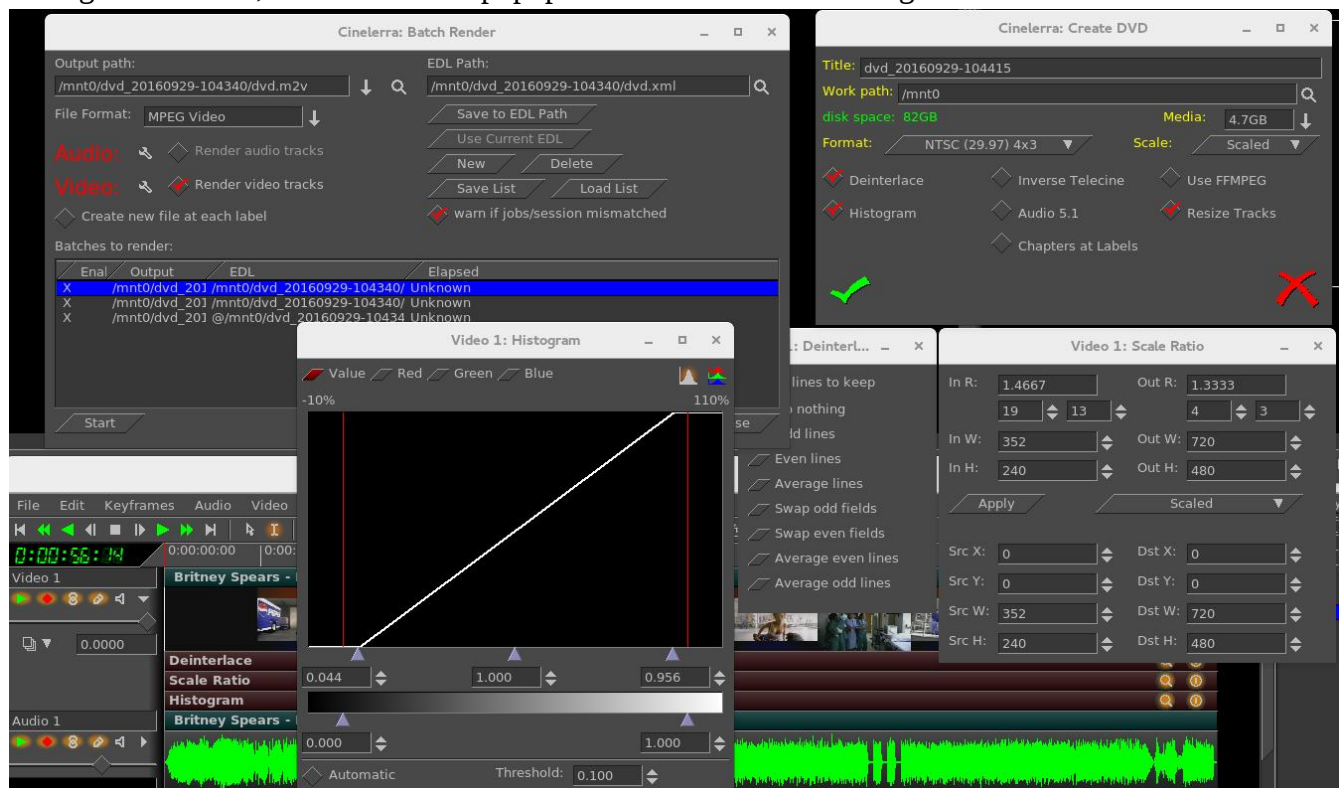 Cinelerra: Batch Render
Output path:
/mnt0/dvd_20160929-104340/dvd.m2v
EDL Path:
/mnt0/dvd_20160929-104340/dvd.xml
File Format: MPEG Video
Save to EDL Path
Use Current EDL
Audio: Render audio tracks
New Delete
Video: Render video tracks
Save List Load List
Create new file at each label
warn if jobs/session mismatched
Batches to render:
Enal Output EDL Elapsed
X /mnt0/dvd_201 /mnt0/dvd_20160929-104340/ Unknown
X /mnt0/dvd_201 /mnt0/dvd_20160929-104340/ Unknown
X /mnt0/dvd_201 @/mnt0/dvd_20160929-10434 Unknown
Start
se
Cinelerra: Create DVD
Title: dvd_20160929-104415
Work path: /mnt0
disk space: 82GB Media: 4.7GB
Format: NTSC (29.97) 4x3 Scale: Scaled
Deinterlace Inverse Telecine Use FFMPEG
Histogram Audio 5.1 Resize Tracks
Chapters at Labels
Video 1: Histogram
Value Red Green Blue
-10% 110%
0.044 1.000 0.956
0.000 1.000
Automatic Threshold: 0.100
: Deinterl...
lines to keep
nothing
dd lines
Even lines
Average lines
Swap odd fields
Swap even fields
Average even lines
Average odd lines
Video 1: Scale Ratio
In R: 1.4667 Out R: 1.3333
19 13 4 3
In W: 352 Out W: 720
In H: 240 Out H: 480
Apply Scaled
Src X: 0 Dst X: 0
Src Y: 0 Dst Y: 0
Src W: 352 Dst W: 720
Src H: 240 Dst H: 480
File Edit Keyframes Audio Video
0:00:56:14 0:00:00:00 0:00:
Video 1 Britney Spears -
0.0000
Deinterlace
Scale Ratio
Histogram
Audio 1 Britney Spears -